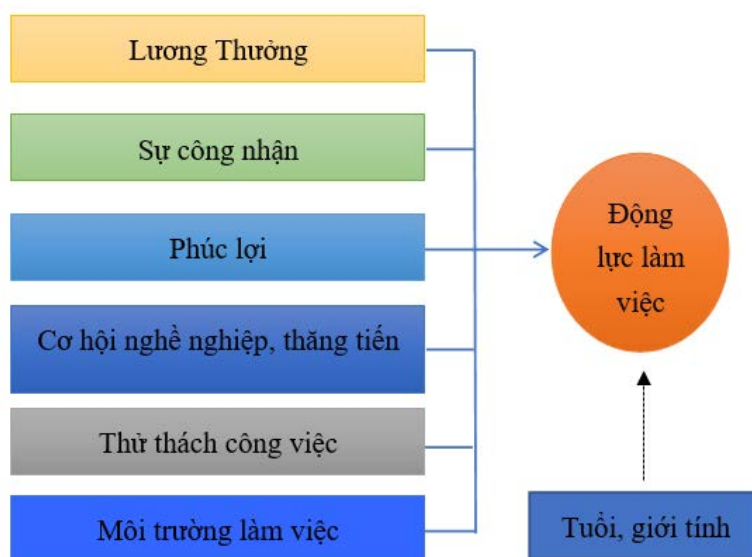 Lương Thưởng
Sự công nhận
Phúc lợi
Cơ hội nghề nghiệp, thăng tiến
Thử thách công việc
Môi trường làm việc
Động
lực làm
việc
Tuổi, giới tính